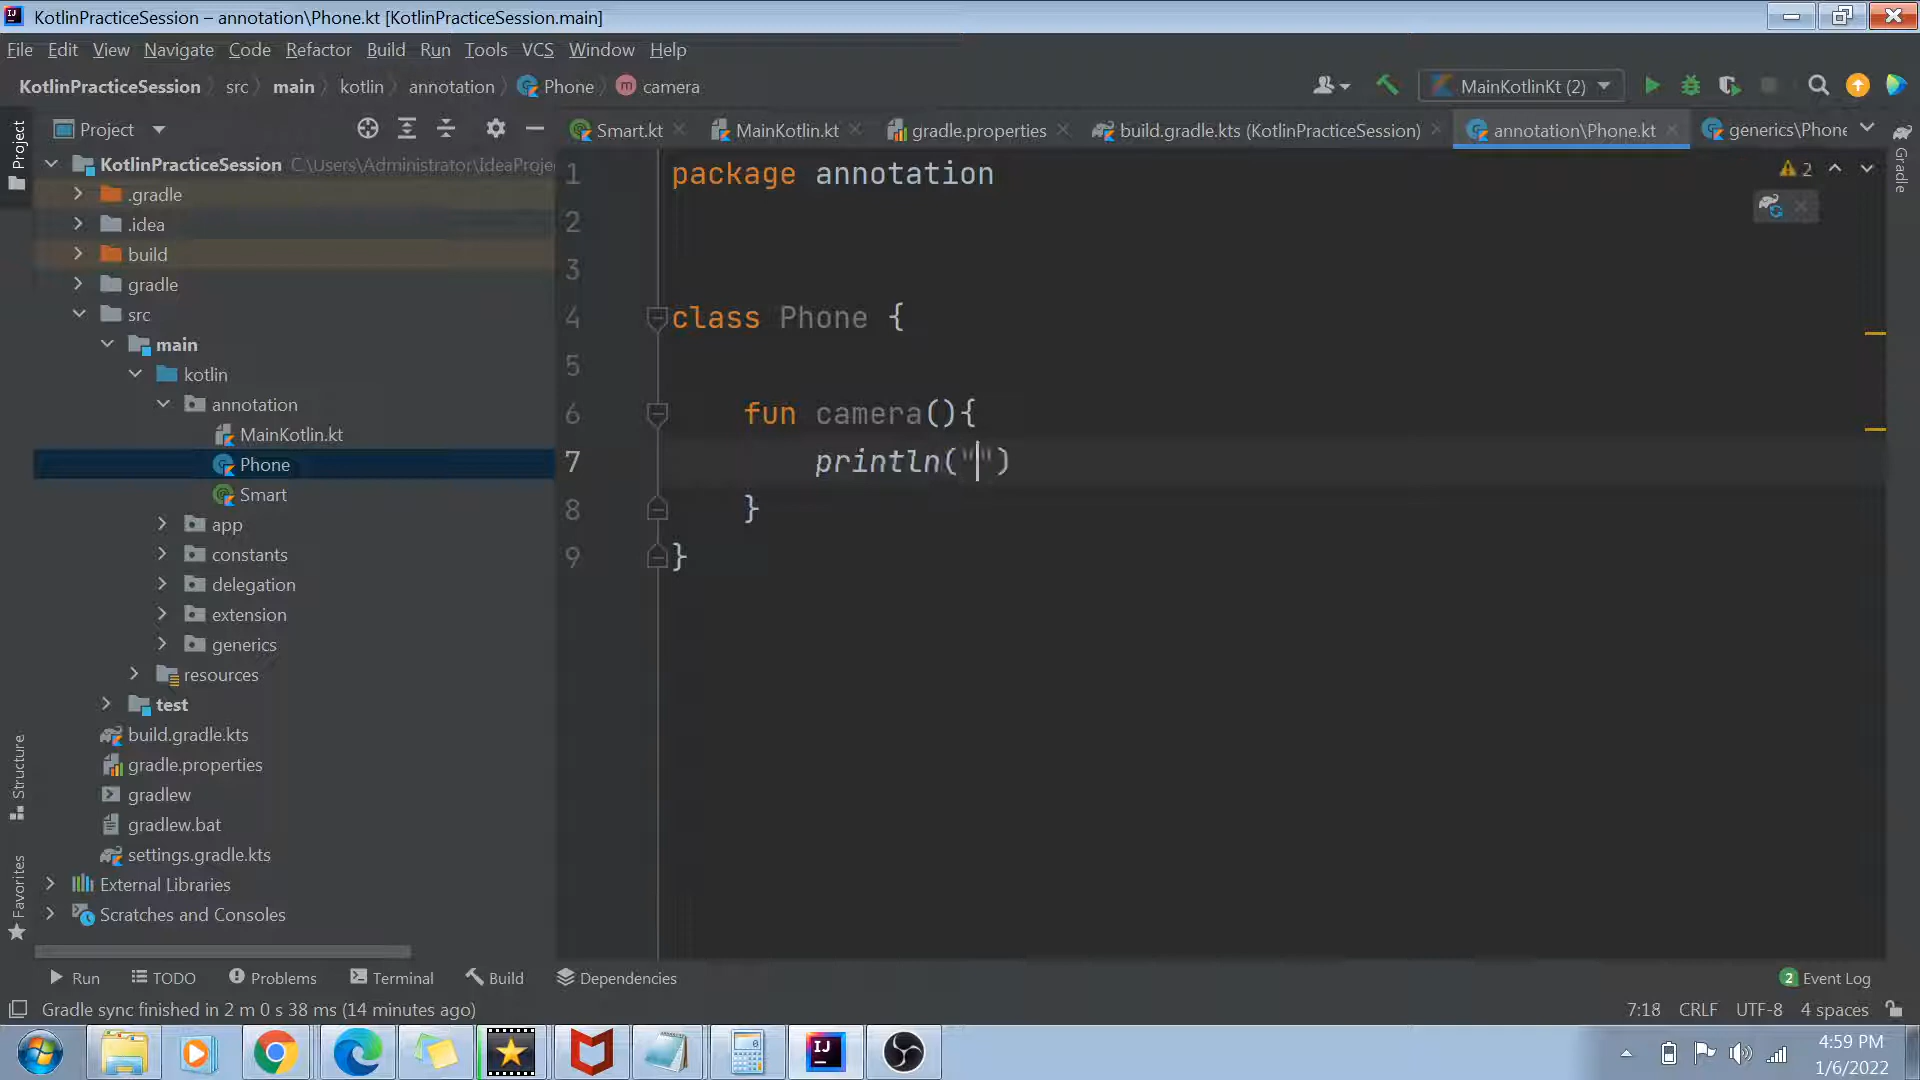 KotlinPracticeSession – annotation\Phone.kt [KotlinPracticeSession.main]
File Edit View Navigate Code Refactor Build Run Tools VCS Window Help
KotlinPracticeSession src main kotlin annotation Phone camera
MainKotlinKt (2)
Project
Smart.kt MainKotlin.kt gradle.properties build.gradle.kts (KotlinPracticeSession) annotation\Phone.kt generics\Phone
Project
Gradle
KotlinPracticeSession C:\Users\Administrator\IdeaProje
.gradle
.idea
build
gradle
src
main
kotlin
annotation
MainKotlin.kt
Phone
Smart
app
constants
delegation
extension
generics
resources
test
build.gradle.kts
gradle.properties
gradlew
gradlew.bat
settings.gradle.kts
External Libraries
Scratches and Consoles
Structure
Favorites
1 package annotation
2
3
4 class Phone {
5
6 fun camera(){
7 println("")
8 }
9 }
2
Run TODO Problems Terminal Build Dependencies
2 Event Log
Gradle sync finished in 2 m 0 s 38 ms (14 minutes ago)
7:18 CRLF UTF-8 4 spaces
IJ
4:59 PM
1/6/2022